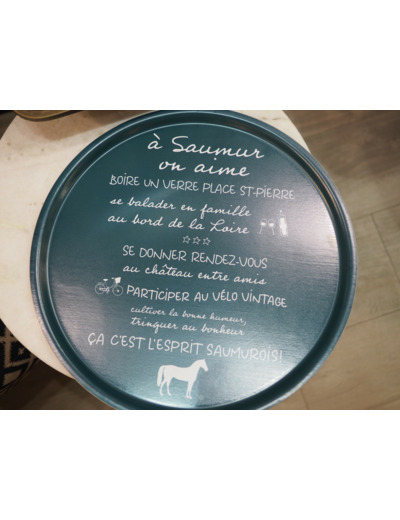 à Saumur
on aime
BOIRE UN VERRE PLACE ST-PIERRE
se balader en famille
au bord de la Loire
SE DONNER RENDEZ-VOUS
au château entre amis
PARTICIPER AU VÉLO VINTAGE
cultiver la bonne humeur,
trinquer au bonheur
ÇA C'EST L'ESPRIT SAUMUROIS!